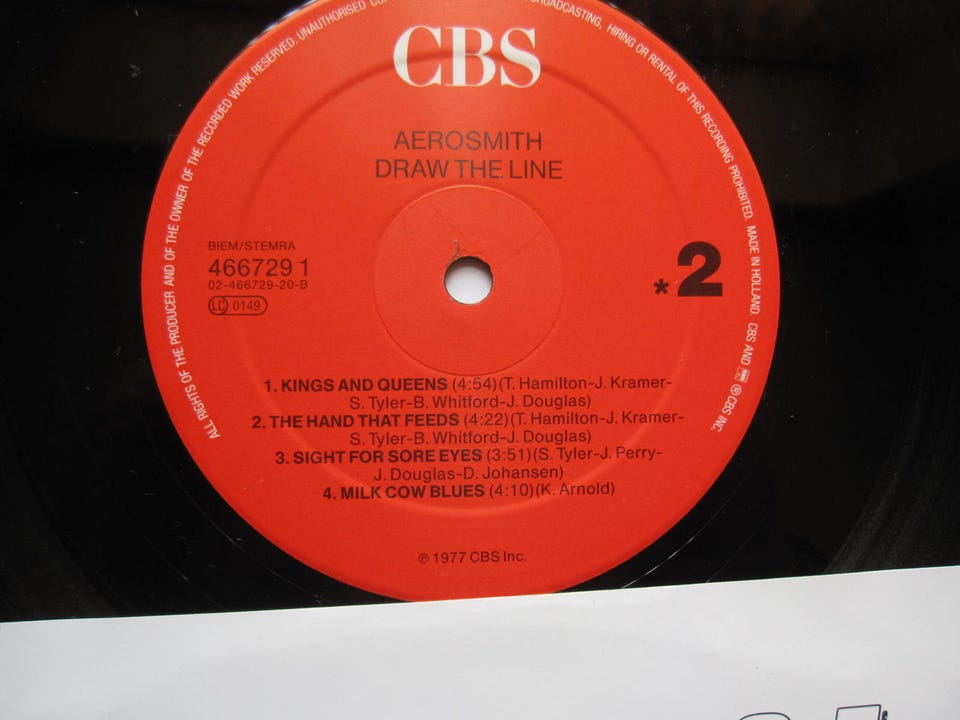 ALL RIGHTS OF THE PRODUCER AND OF THE OWNER OF THE RECORDED WORK RESERVED. UNAUTHORISED BROADCASTING, HIRING OR RENTAL OF THIS RECORDING PROHIBITED. MADE IN HOLLAND. CBS AND ℗ CBS INC.
CBS
AEROSMITH
DRAW THE LINE
BIEM/STEMRA
466729 1
02-466729-20-B
LC 0149
*2
1. KINGS AND QUEENS (4:54)(T. Hamilton-J. Kramer-
S. Tyler-B. Whitford-J. Douglas)
2. THE HAND THAT FEEDS (4:22)(T. Hamilton-J. Kramer-
S. Tyler-B. Whitford-J. Douglas)
3. SIGHT FOR SORE EYES (3:51)(S. Tyler-J. Perry-
J. Douglas-D. Johansen)
4. MILK COW BLUES (4:10)(K. Arnold)
℗ 1977 CBS Inc.